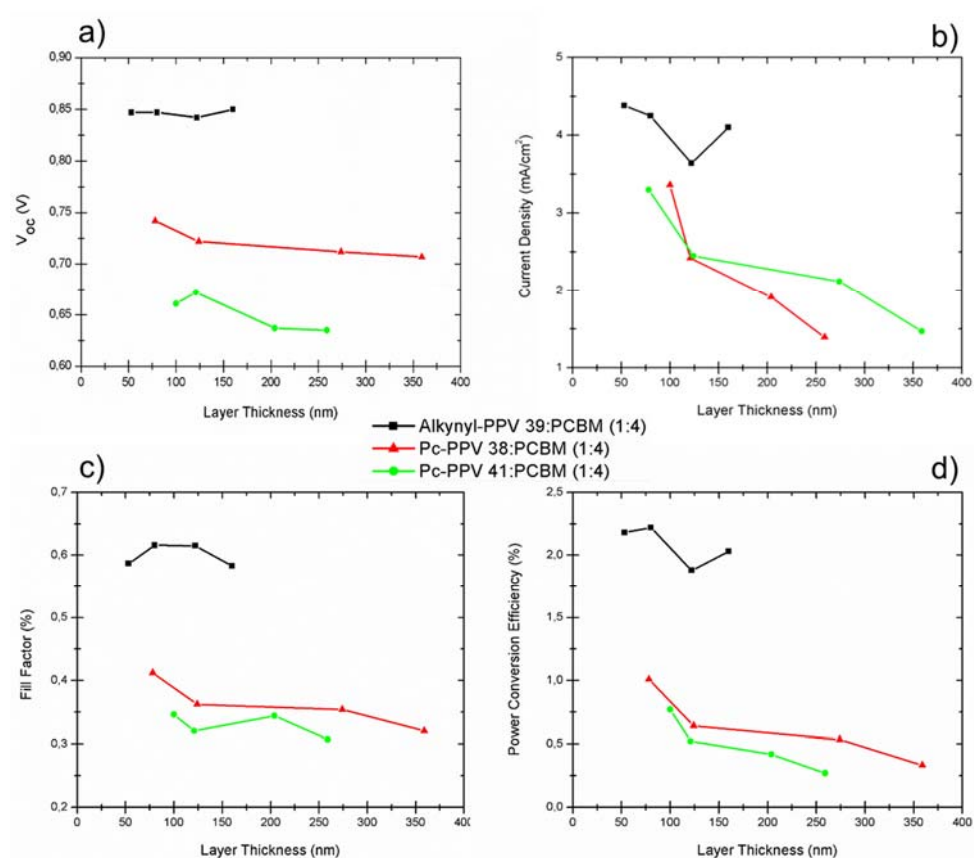 a)
0,90
0,85
0,80
0,75
0,70
0,65
0,60
Voc (V)
0 50 100 150 200 250 300 350 400
Layer Thickness (nm)
b)
5
4
3
2
1
Current Density (mA/cm²)
0 50 100 150 200 250 300 350 400
Layer Thickness (nm)
Alkynyl-PPV 39:PCBM (1:4)
Pc-PPV 38:PCBM (1:4)
Pc-PPV 41:PCBM (1:4)
c)
0,7
0,6
0,5
0,4
0,3
0,2
Fill Factor (%)
0 50 100 150 200 250 300 350 400
Layer Thickness (nm)
d)
2,5
2,0
1,5
1,0
0,5
0,0
Power Conversion Efficiency (%)
0 50 100 150 200 250 300 350 400
Layer Thickness (nm)